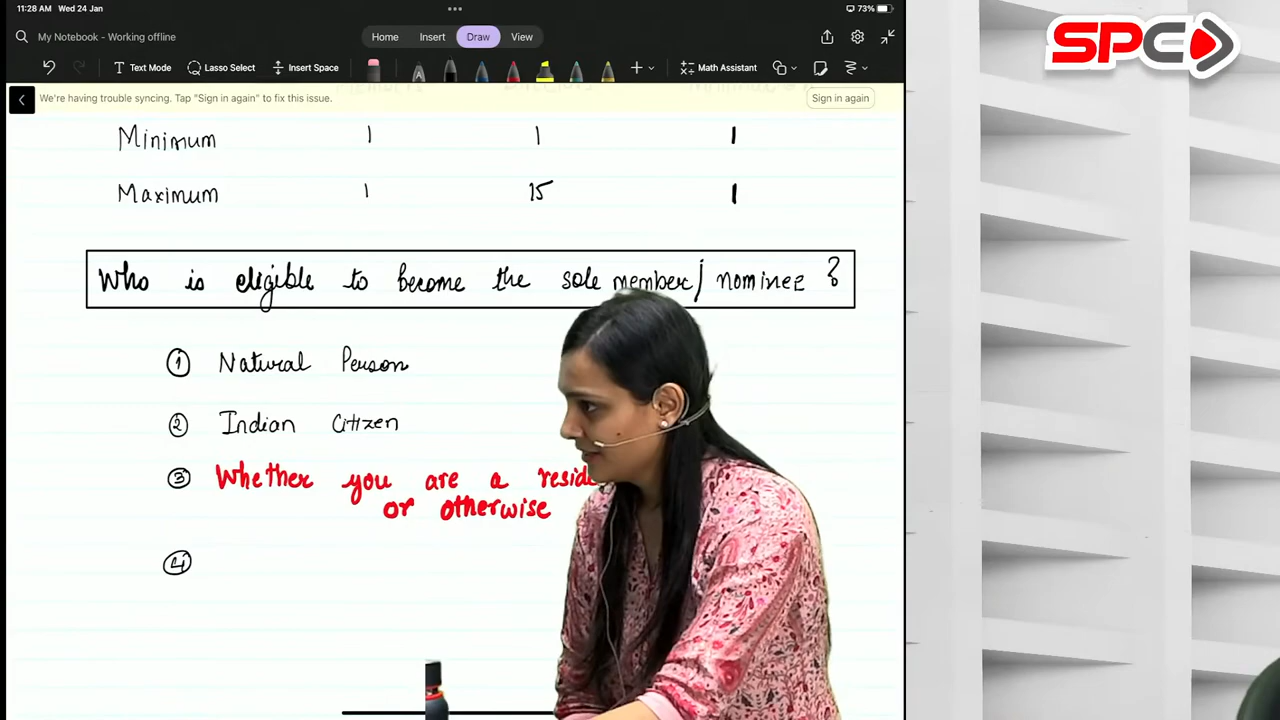 11:28 AM Wed 24 Jan
73%
My Notebook - Working offline
Home Insert Draw View
Text Mode Lasso Select Insert Space Math Assistant
We're having trouble syncing. Tap "Sign in again" to fix this issue. Sign in again
Minimum 1 1 1
Maximum 1 15 1
Who is eligible to become the sole member/ nominee ?
① Natural Person
② Indian Citizen
③ Whether you are a
or otherwise
④
SPC